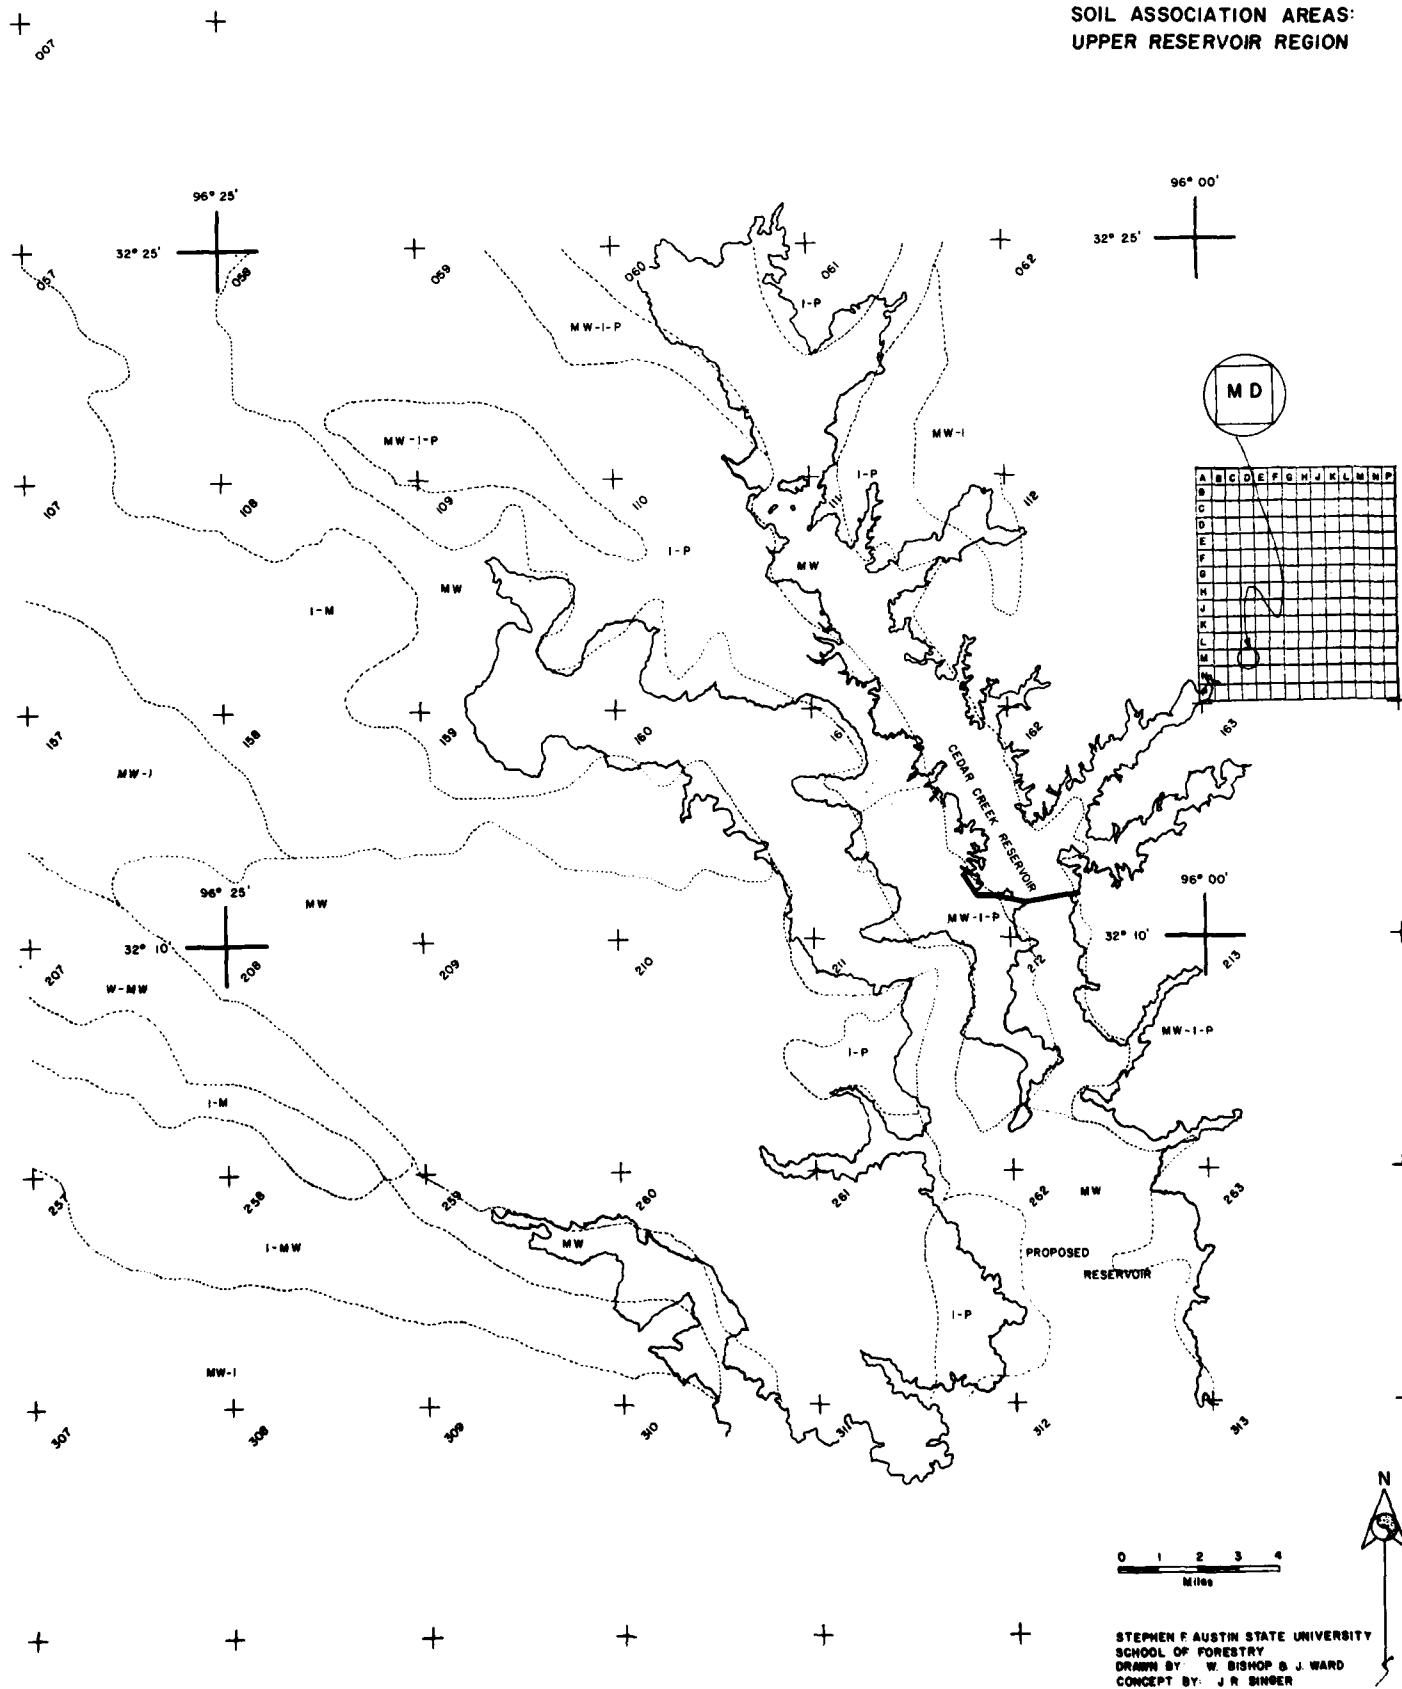 SOIL ASSOCIATION AREAS:
UPPER RESERVOIR REGION
007
96° 25'
96° 00'
32° 25'
32° 25'
057
058
059
060
061
062
I-P
MW-I-P
MD
MW-I-P
MW-I
I-P
A B C D E F G H J K L M N P
B
C
D
E
F
G
H
J
K
L
M
N
P
107
108
109
110
111
112
I-P
MW
MW
I-M
157
158
159
160
161
162
163
MW-I
CEDAR CREEK RESERVOIR
96° 25'
96° 00'
MW
MW-I-P
32° 10'
32° 10'
207
208
209
210
211
212
213
W-MW
MW-I-P
I-P
I-M
257
258
259
260
261
262
263
MW
I-MW
MW
PROPOSED
RESERVOIR
I-P
MW-I
307
308
309
310
311
312
313
N
0 1 2 3 4
Miles
STEPHEN F. AUSTIN STATE UNIVERSITY
SCHOOL OF FORESTRY
DRAWN BY: W. BISHOP & J. WARD
CONCEPT BY: J R SINGER